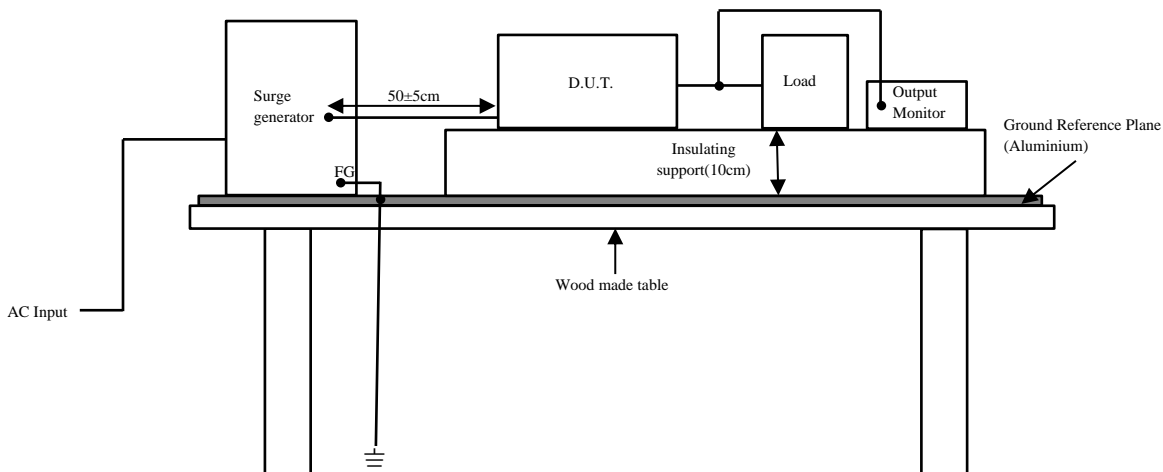 Surge
generator
50±5cm
D.U.T.
Load
Output
Monitor
Ground Reference Plane
(Aluminium)
Insulating
support(10cm)
FG
Wood made table
AC Input